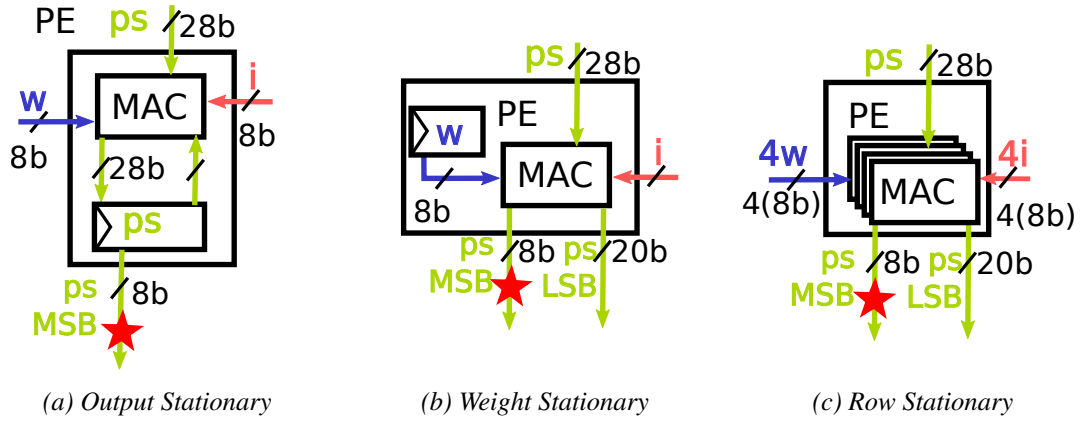 PE
ps
28b
MAC
w
8b
i
8b
28b
ps
ps
8b
MSB
(a) Output Stationary
ps
28b
PE
w
MAC
i
8b
ps
8b
ps
20b
MSB
LSB
(b) Weight Stationary
ps
28b
PE
4w
4(8b)
MAC
4i
4(8b)
ps
8b
ps
20b
MSB
LSB
(c) Row Stationary